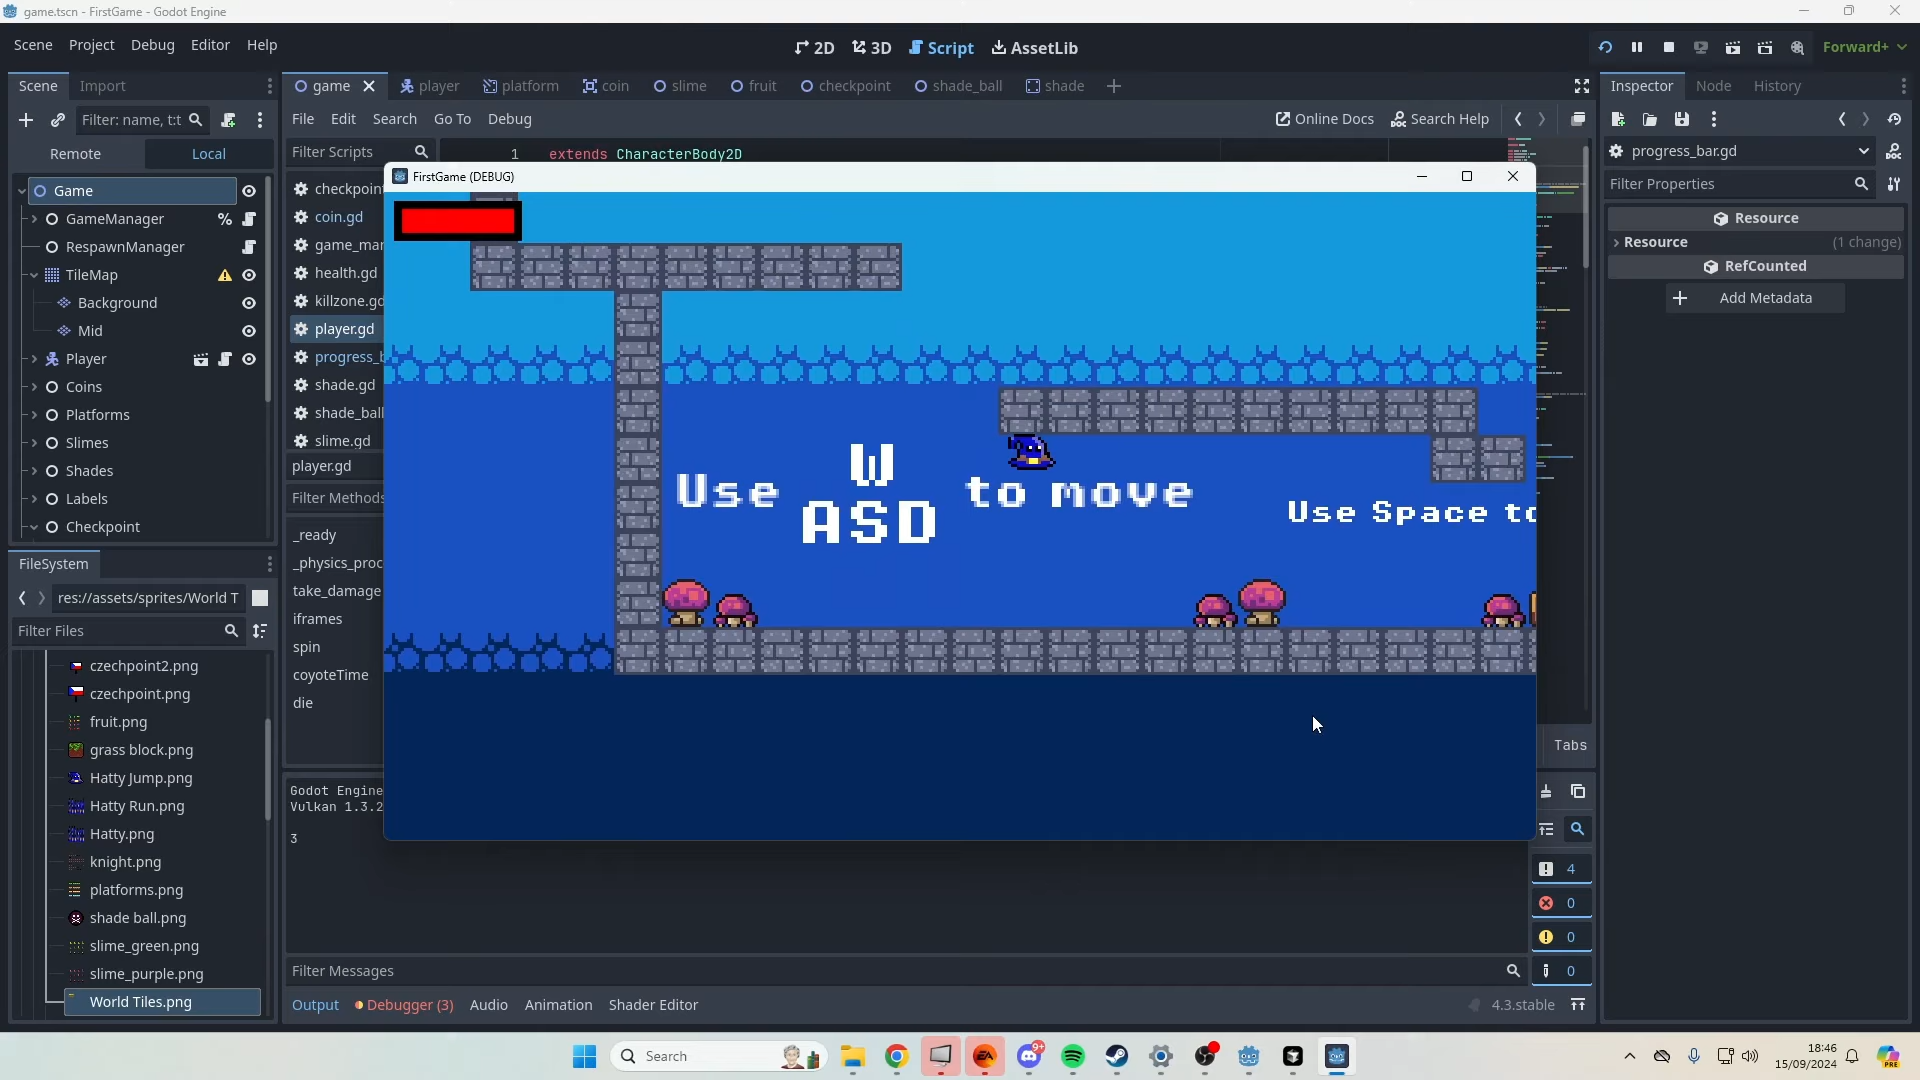 game.tscn - FirstGame - Godot Engine
Scene Project Debug Editor Help
2D 3D Script AssetLib
Forward+
Scene Import
game player platform coin slime fruit checkpoint shade_ball shade
Inspector Node History
Filter: name, t:t
File Edit Search Go To Debug
Online Docs Search Help
Remote Local
Filter Scripts
1 extends CharacterBody2D
progress_bar.gd
Filter Properties
Resource
Resource (1 change)
RefCounted
Add Metadata
Game
GameManager %
RespawnManager
TileMap
Background
Mid
Player
Coins
Platforms
Slimes
Shades
Labels
Checkpoint
checkpoin
coin.gd
game_mar
health.gd
killzone.gd
player.gd
progress_b
shade.gd
shade_ball
slime.gd
player.gd
Filter Methods
_ready
_physics_proc
take_damage
iframes
spin
coyoteTime
die
FirstGame (DEBUG)
Use W ASD to move
Use Space to
Tabs
FileSystem
res://assets/sprites/World T
Filter Files
czechpoint2.png
czechpoint.png
fruit.png
grass block.png
Hatty Jump.png
Hatty Run.png
Hatty.png
knight.png
platforms.png
shade ball.png
slime_green.png
slime_purple.png
World Tiles.png
Godot Engine
Vulkan 1.3.2
3
4
0
0
0
Filter Messages
Output Debugger (3) Audio Animation Shader Editor
4.3.stable
Search
9+
18:46
15/09/2024
PRE